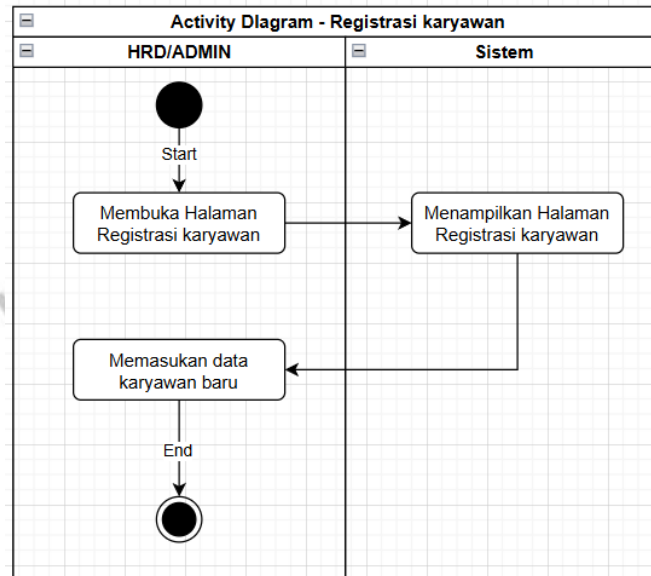 Activity DIagram - Registrasi karyawan
HRD/ADMIN
Sistem
Start
Membuka Halaman
Registrasi karyawan
Menampilkan Halaman
Registrasi karyawan
Memasukan data
karyawan baru
End